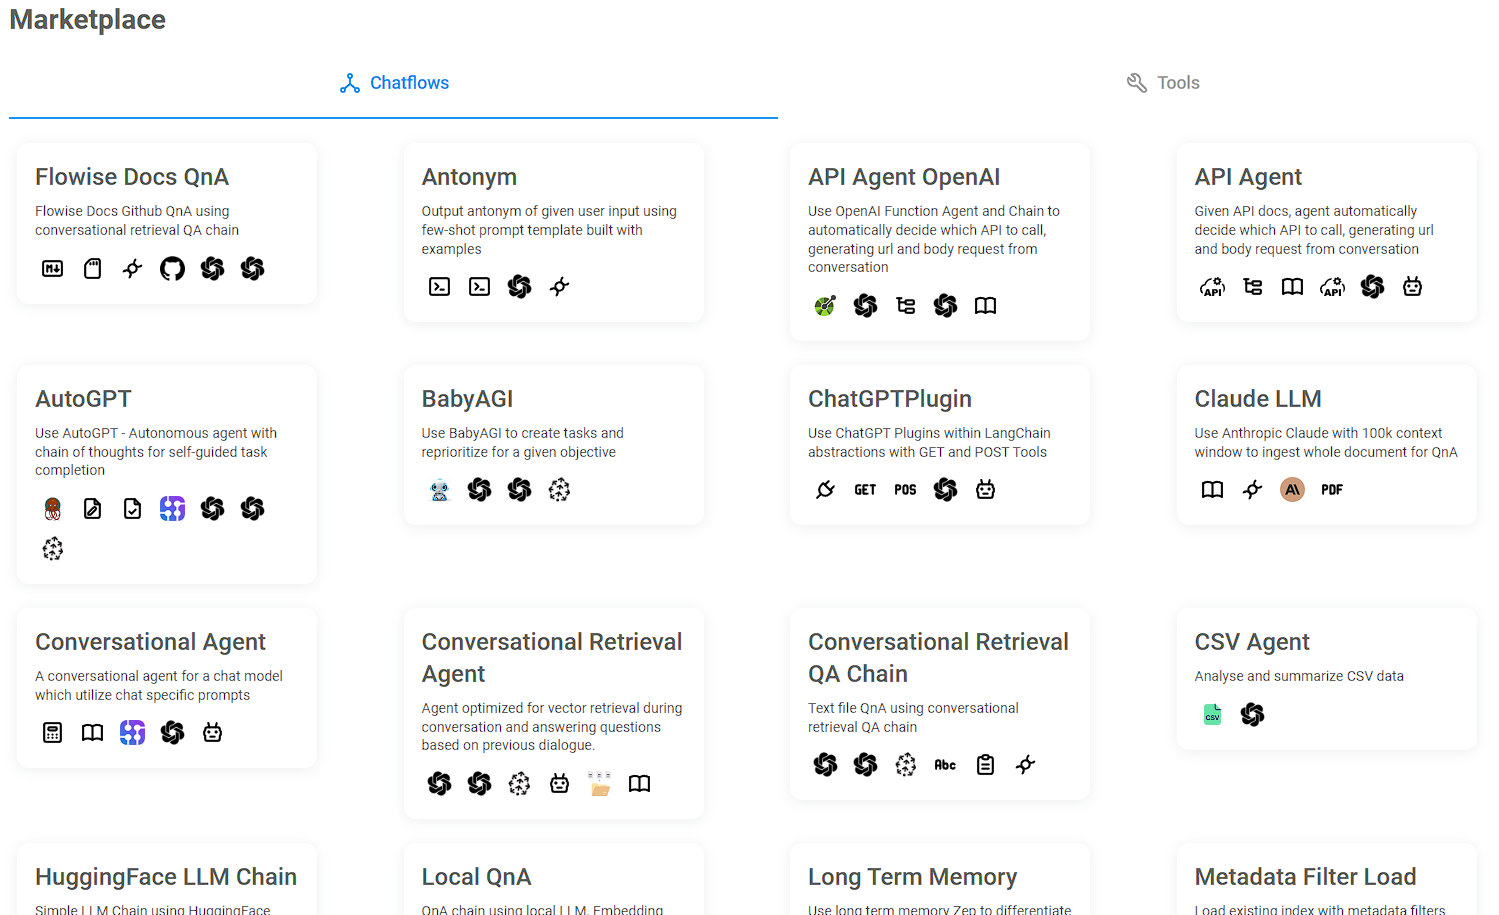 Marketplace
Chatflows
Tools
Flowise Docs QnA
Flowise Docs Github QnA using
conversational retrieval QA chain
M
Antonym
Output antonym of given user input using
few-shot prompt template built with
examples
API Agent OpenAI
Use OpenAI Function Agent and Chain to
automatically decide which API to call,
generating url and body request from
conversation
API Agent
Given API docs, agent automatically
decide which API to call, generating url
and body request from conversation
API
API
AutoGPT
Use AutoGPT - Autonomous agent with
chain of thoughts for self-guided task
completion
BabyAGI
Use BabyAGI to create tasks and
reprioritize for a given objective
ChatGPTPlugin
Use ChatGPT Plugins within LangChain
abstractions with GET and POST Tools
GET
POS
Claude LLM
Use Anthropic Claude with 100k context
window to ingest whole document for QnA
AI
PDF
Conversational Agent
A conversational agent for a chat model
which utilize chat specific prompts
Conversational Retrieval
Agent
Agent optimized for vector retrieval during
conversation and answering questions
based on previous dialogue.
Conversational Retrieval
QA Chain
Text file QnA using conversational
retrieval QA chain
Abc
CSV Agent
Analyse and summarize CSV data
CSV
HuggingFace LLM Chain
Simple LLM Chain using HuggingFace
Local QnA
QnA chain using local LLM, Embedding
Long Term Memory
Use long term memory Zep to differentiate
Metadata Filter Load
Load existing index with metadata filters